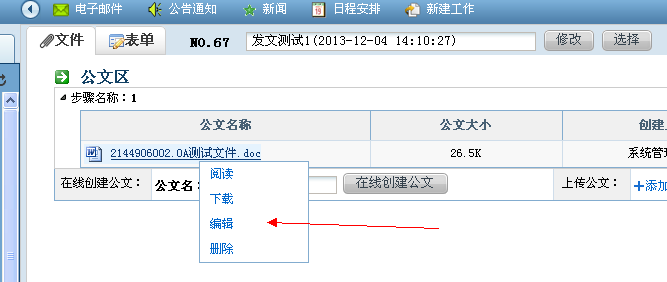 电子邮件 公告通知 新闻 日程安排 新建工作
文件 表单 NO.67 发文测试1(2013-12-04 14:10:27) 修改 选择
公文区
步骤名称：1
公文名称 公文大小 创建
2144906002.OA测试文件.doc 26.5K 系统管理
在线创建公文： 公文名： 在线创建公文 上传公文： +添加
阅读
下载
编辑
删除